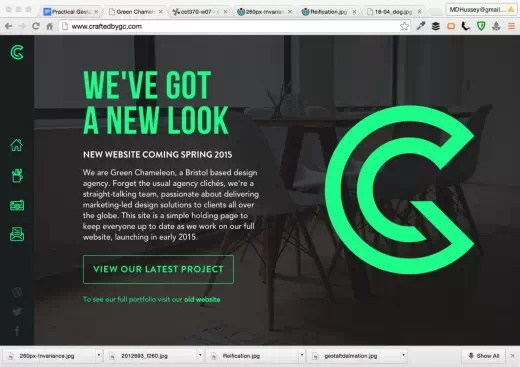 Practical Gest
Green Chamele
ccl370-w07 - c
260px-Invarianc
Reification.jpg
18-04_dog.jpg
MDHussey@gmail...
www.craftedbygc.com
WE'VE GOT
A NEW LOOK
NEW WEBSITE COMING SPRING 2015
We are Green Chameleon, a Bristol based design
agency. Forget the usual agency clichés, we're a
straight-talking team, passionate about delivering
marketing-led design solutions to clients all over
the globe. This site is a simple holding page to
keep everyone up to date as we work on our full
website, launching in early 2015.
VIEW OUR LATEST PROJECT
To see our full portfolio visit our old website
260px-Invariance.jpg
2012693_f260.jpg
Reification.jpg
gestaltdalmation.jpg
Show All